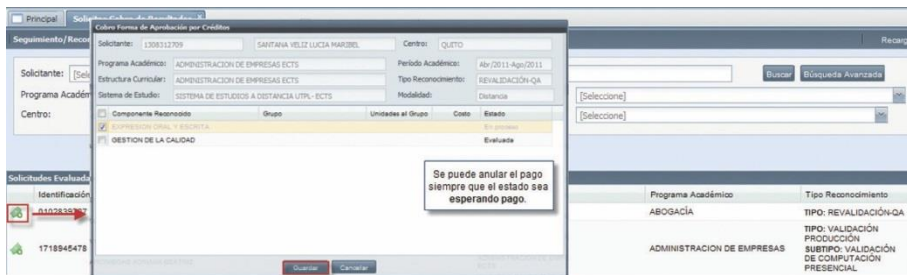 Principal
Cobro Forma de Aprobación por Créditos
Seguimiento/Recon
Recarg
Solicitante: 1308312709 SANTANA VELIZ LUCIA MARIBEL Centro: QUITO
Programa Académico: ADMINISTRACION DE EMPRESAS ECTS Período Académico: Abr/2011-Ago/2011
Estructura Curricular: ADMINISTRACION DE EMPRESAS ECTS Tipo Reconocimiento: REVALIDACIÓN-QA
Sistema de Estudio: SISTEMA DE ESTUDIOS A DISTANCIA UTPL- ECTS Modalidad: Distancia
Solicitante: [Sele
Buscar Búsqueda Avanzada
Programa Académ
[Seleccione]
Centro:
[Seleccione]
Componente Reconocido Grupo Unidades al Grupo Costo Estado
EXPRESION ORAL Y ESCRITA En proceso
GESTION DE LA CALIDAD Evaluada
Se puede anular el pago
siempre que el estado sea
esperando pago.
Solicitudes Evaluada
Identificación Programa Académico Tipo Reconocimiento
ABOGACÍA TIPO: REVALIDACIÓN-QA
1718945478 ADMINISTRACION DE EMPRESAS TIPO: VALIDACIÓN
PRODUCCIÓN
SUBTIPO: VALIDACIÓN
DE COMPUTACIÓN
PRESENCIAL
Guardar Cancelar